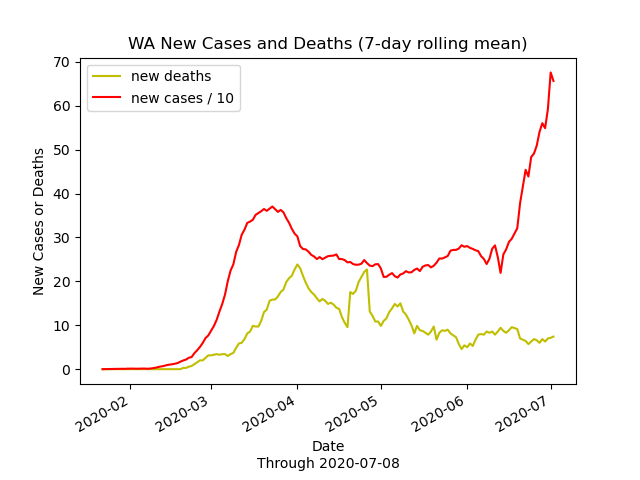 WA New Cases and Deaths (7-day rolling mean)
new deaths
new cases / 10
New Cases or Deaths
70
60
50
40
30
20
10
0
2020-02
2020-03
2020-04
2020-05
2020-06
2020-07
Date
Through 2020-07-08